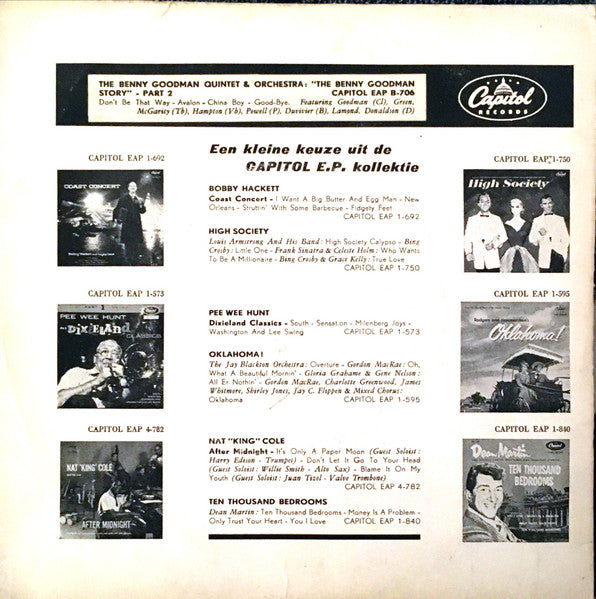 THE BENNY GOODMAN QUINTET & ORCHESTRA: "THE BENNY GOODMAN
STORY" - PART 2 CAPITOL EAP B-706
Don't Be That Way - Avalon - China Boy - Good-Bye. Featuring Goodman (Cl), Green,
McGarity (Tb), Hampton (Vb), Powell (P), Duvivier (B), Lamond, Donaldson (D)
Capitol
RECORDS
Een kleine keuze uit de
CAPITOL E.P. kollektie
CAPITOL EAP 1-692
COAST CONCERT
BOBBY HACKETT
Coast Concert - I Want A Big Butter And Egg Man - New
Orleans - Struttin' With Some Barbecue - Fidgety Feet
CAPITOL EAP 1-692
HIGH SOCIETY
Louis Armstrong And His Band: High Society Calypso - Bing
Crosby: Little One - Frank Sinatra & Celeste Holm: Who Wants
To Be A Millionaire - Bing Crosby & Grace Kelly: True Love
CAPITOL EAP 1-750
CAPITOL EAP 1-750
High Society
CAPITOL EAP 1-573
PEE WEE HUNT
DIXIELAND
CLASSICS
PEE WEE HUNT
Dixieland Classics - South - Sensation - Milenberg Joys -
Washington And Lee Swing CAPITOL EAP 1-573
OKLAHOMA!
The Jay Blackton Orchestra: Overture - Gordon MacRae: Oh,
What A Beautiful Mornin' - Gloria Grahame & Gene Nelson:
All Er Nothin' - Gordon MacRae, Charlotte Greenwood, James
Whitmore, Shirley Jones, Jay C. Flippen & Mixed Chorus:
Oklahoma CAPITOL EAP 1-595
CAPITOL EAP 1-595
Oklahoma!
CAPITOL EAP 4-782
NAT 'KING' COLE
AFTER MIDNIGHT
NAT "KING" COLE
After Midnight - It's Only A Paper Moon (Guest Soloist:
Harry Edison - Trumpet) - Don't Let It Go To Your Head
(Guest Soloist: Willie Smith - Alto Sax) - Blame It On My
Youth (Guest Soloist: Juan Tizol - Valve Trombone)
CAPITOL EAP 4-782
TEN THOUSAND BEDROOMS
Dean Martin: Ten Thousand Bedrooms - Money Is A Problem -
Only Trust Your Heart - You I Love CAPITOL EAP 1-840
CAPITOL EAP 1-840
Dean Martin
TEN THOUSAND
BEDROOMS